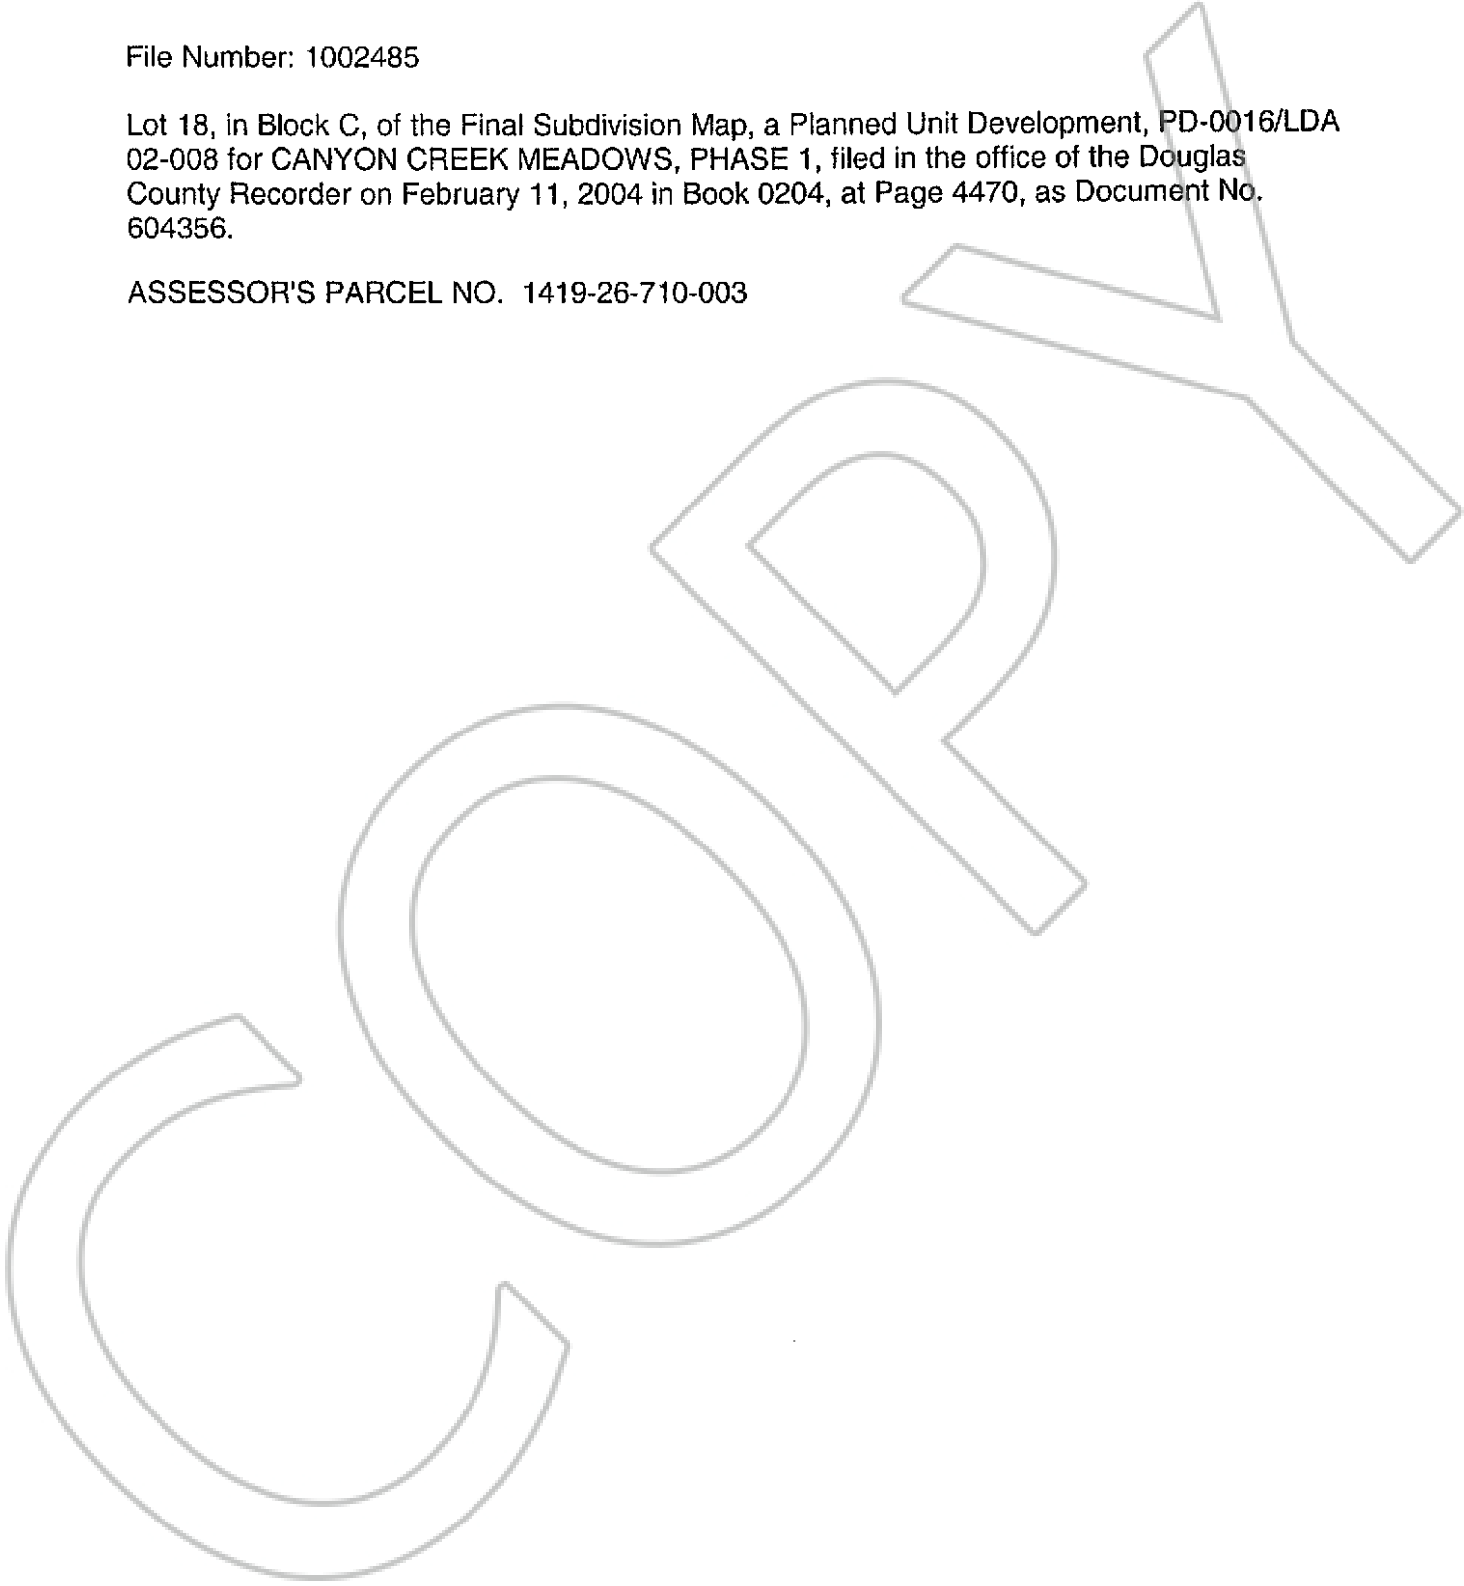 File Number: 1002485
Lot 18, in Block C, of the Final Subdivision Map, a Planned Unit Development, PD-0016/LDA
02-008 for CANYON CREEK MEADOWS, PHASE 1, filed in the office of the Douglas
County Recorder on February 11, 2004 in Book 0204, at Page 4470, as Document No.
604356.
ASSESSOR'S PARCEL NO. 1419-26-710-003
COPY